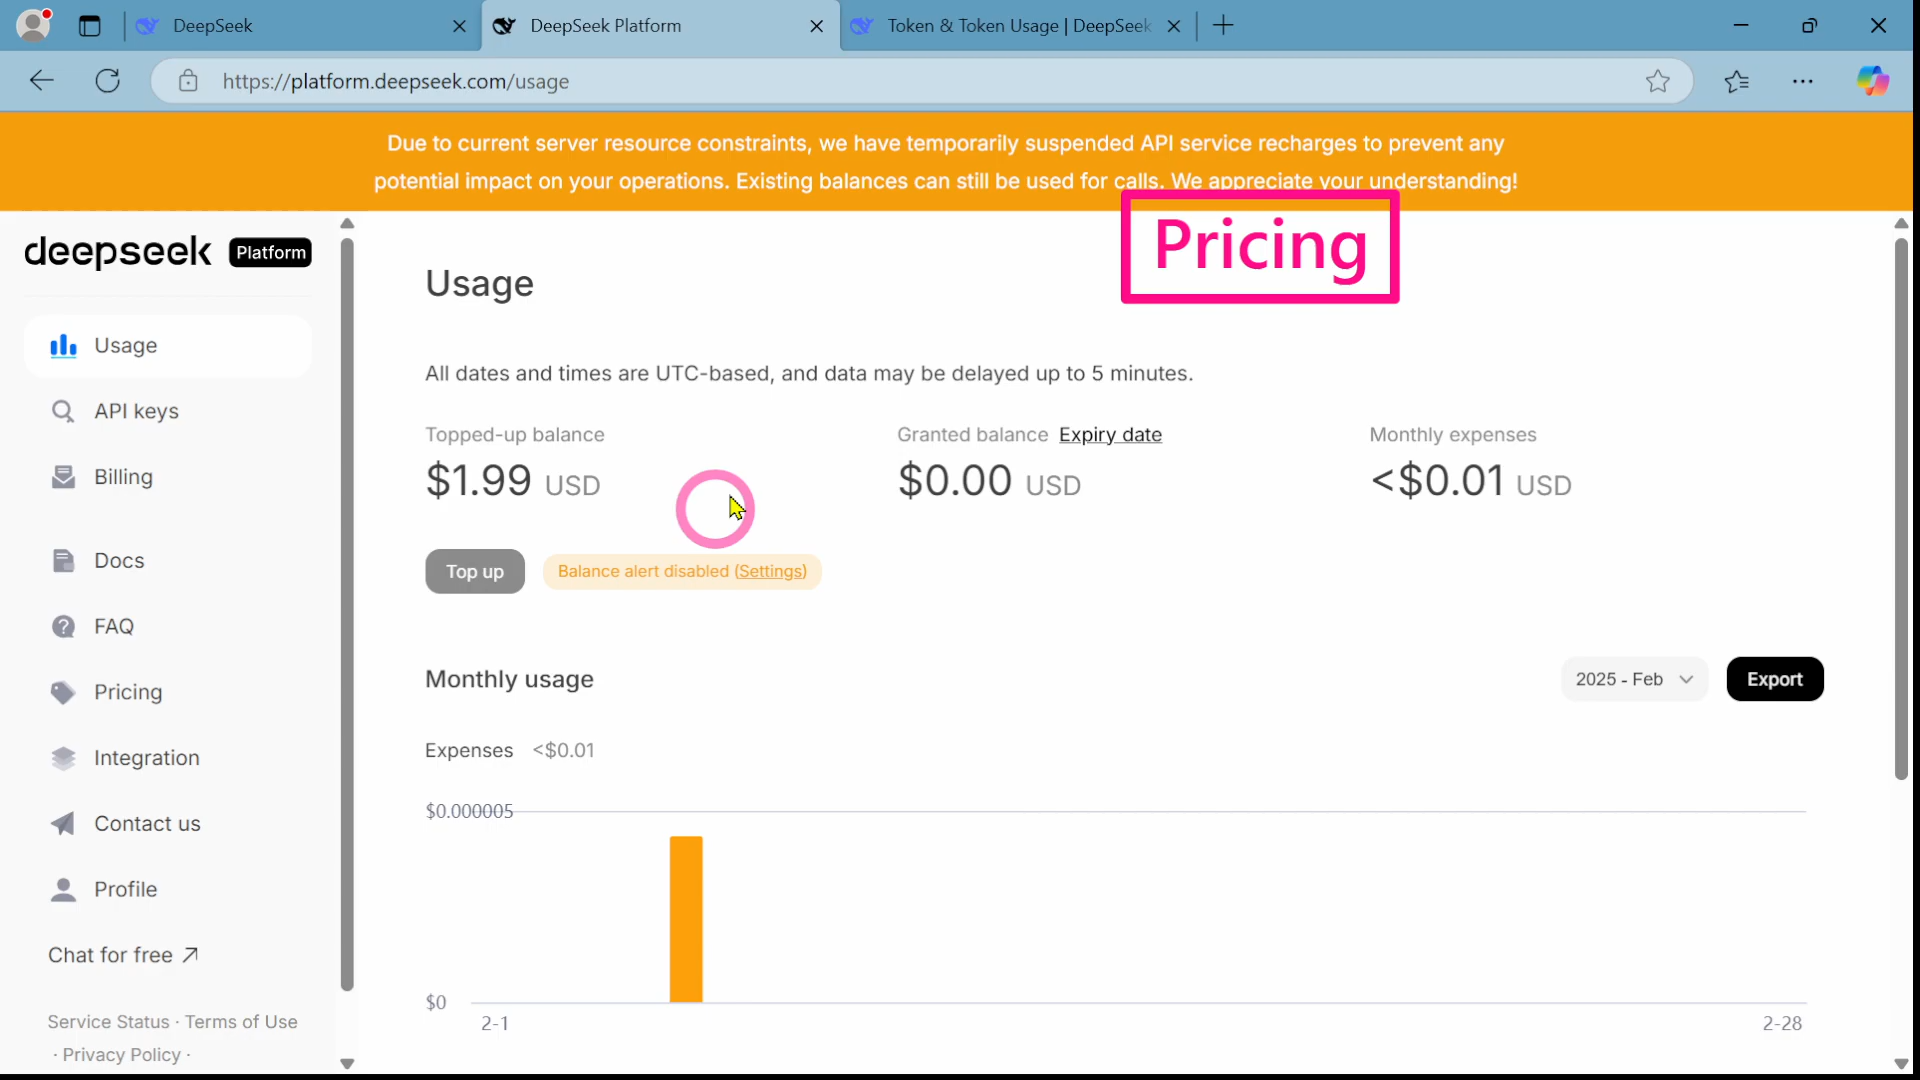 DeepSeek
DeepSeek Platform
Token & Token Usage | DeepSeek
https://platform.deepseek.com/usage
Due to current server resource constraints, we have temporarily suspended API service recharges to prevent any
potential impact on your operations. Existing balances can still be used for calls. We appreciate your understanding!
Pricing
deepseek Platform
Usage
API keys
Billing
Docs
FAQ
Pricing
Integration
Contact us
Profile
Chat for free
Service Status · Terms of Use
· Privacy Policy ·
Usage
All dates and times are UTC-based, and data may be delayed up to 5 minutes.
Topped-up balance
$1.99 USD
Granted balance Expiry date
$0.00 USD
Monthly expenses
<$0.01 USD
Top up
Balance alert disabled (Settings)
Monthly usage
2025 - Feb
Export
Expenses <$0.01
$0.000005
$0
2-1
2-28